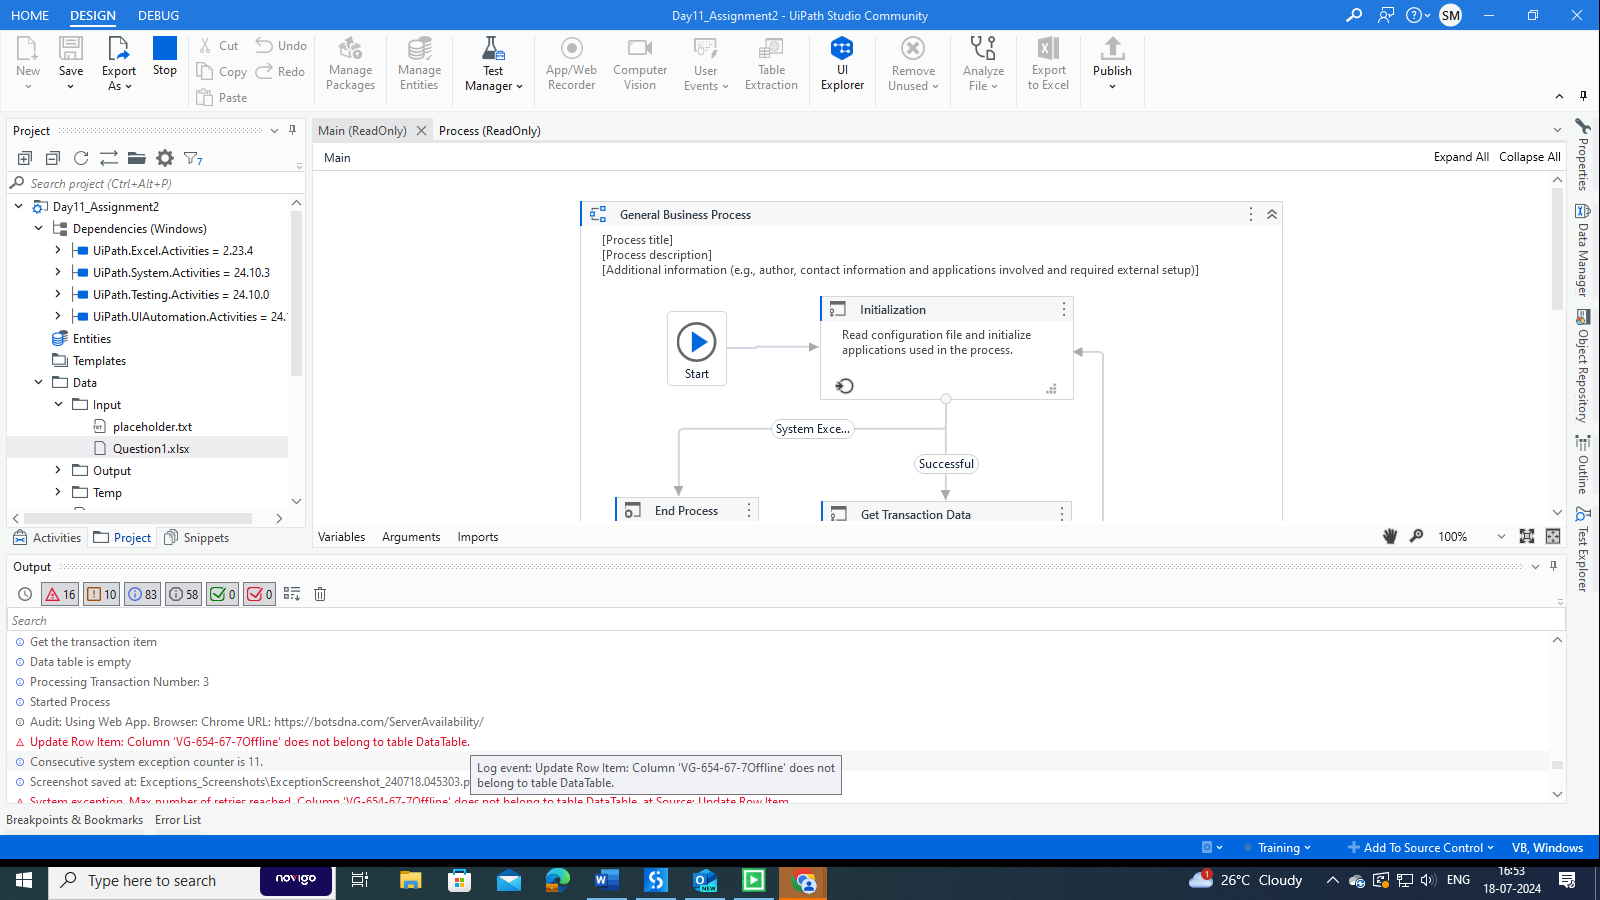 HOME DESIGN DEBUG Day11_Assignment2 - UiPath Studio Community SM
New Save Export As Stop Cut Copy Paste Undo Redo Manage Packages Manage Entities Test Manager App/Web Recorder Computer Vision User Events Table Extraction UI Explorer Remove Unused Analyze File Export to Excel Publish
Project
7
Search project (Ctrl+Alt+P)
Day11_Assignment2
Dependencies (Windows)
UiPath.Excel.Activities = 2.23.4
UiPath.System.Activities = 24.10.3
UiPath.Testing.Activities = 24.10.0
UiPath.UIAutomation.Activities = 24.
Entities
Templates
Data
Input
placeholder.txt
Question1.xlsx
Output
Temp
Activities Project Snippets
Main (ReadOnly) Process (ReadOnly)
Main Expand All Collapse All
General Business Process
[Process title]
[Process description]
[Additional information (e.g., author, contact information and applications involved and required external setup)]
Start
Initialization
Read configuration file and initialize
applications used in the process.
System Exce...
Successful
End Process
Get Transaction Data
Variables Arguments Imports 100%
Properties
Data Manager
Object Repository
Outline
Test Explorer
Output
16 10 83 58 0 0
Search
Get the transaction item
Data table is empty
Processing Transaction Number: 3
Started Process
Audit: Using Web App. Browser: Chrome URL: https://botsdna.com/ServerAvailability/
Update Row Item: Column 'VG-654-67-7Offline' does not belong to table DataTable.
Consecutive system exception counter is 11.
Screenshot saved at: Exceptions_Screenshots\ExceptionScreenshot_240718.045303.p
System exception. Max number of retries reached. Column 'VG-654-67-7Offline' does not belong to table DataTable. at Source: Update Row Item
Log event: Update Row Item: Column 'VG-654-67-7Offline' does not
belong to table DataTable.
Breakpoints & Bookmarks Error List
Training Add To Source Control VB, Windows
Type here to search novigo NEW 1 26°C Cloudy ENG
16:53
18-07-2024